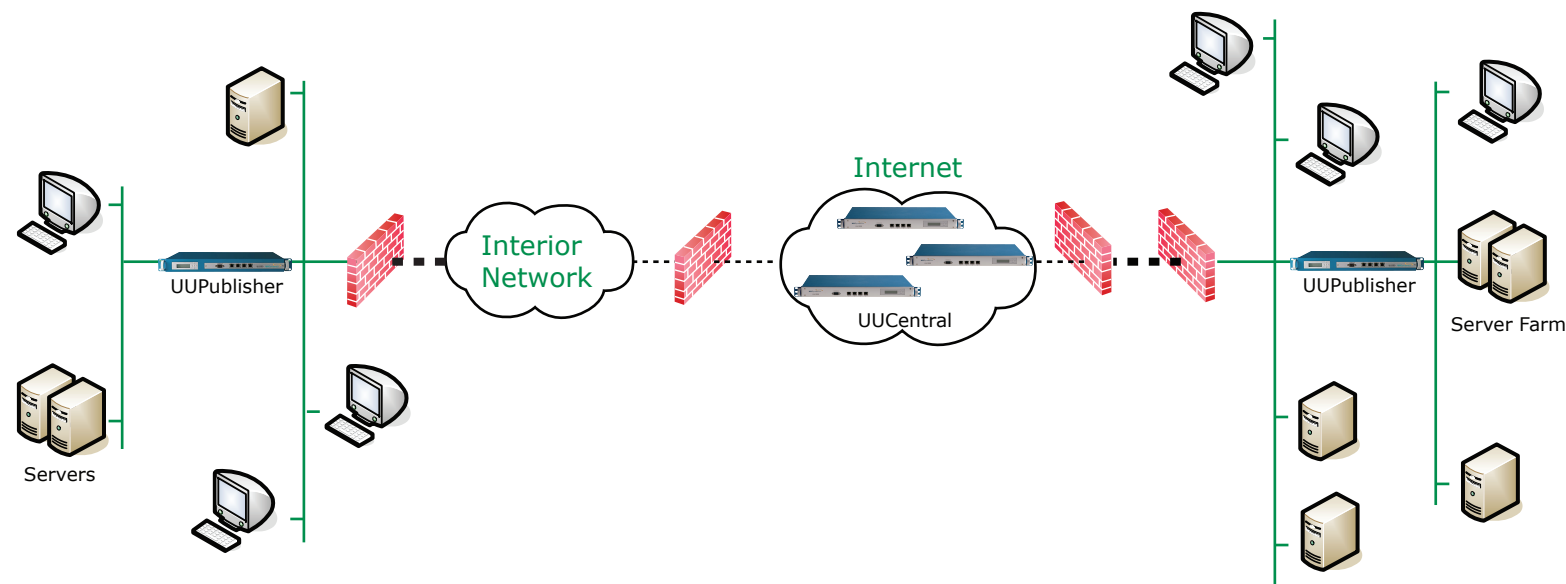 Internet
Interior
Network
UUPublisher
UUCentral
UUPublisher
Server Farm
Servers